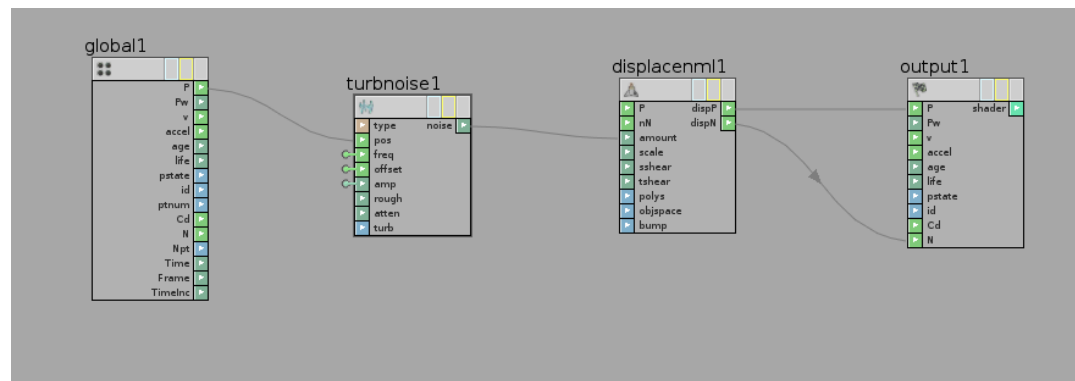 global1
P
Pw
v
accel
age
life
pstate
id
ptnum
Cd
N
Npt
Time
Frame
TimeInc
turbnoise1
type noise
pos
freq
offset
amp
rough
atten
turb
displacenml1
P dispP
nN dispN
amount
scale
sshear
tshear
polys
objspace
bump
output1
P shader
Pw
v
accel
age
life
pstate
id
Cd
N